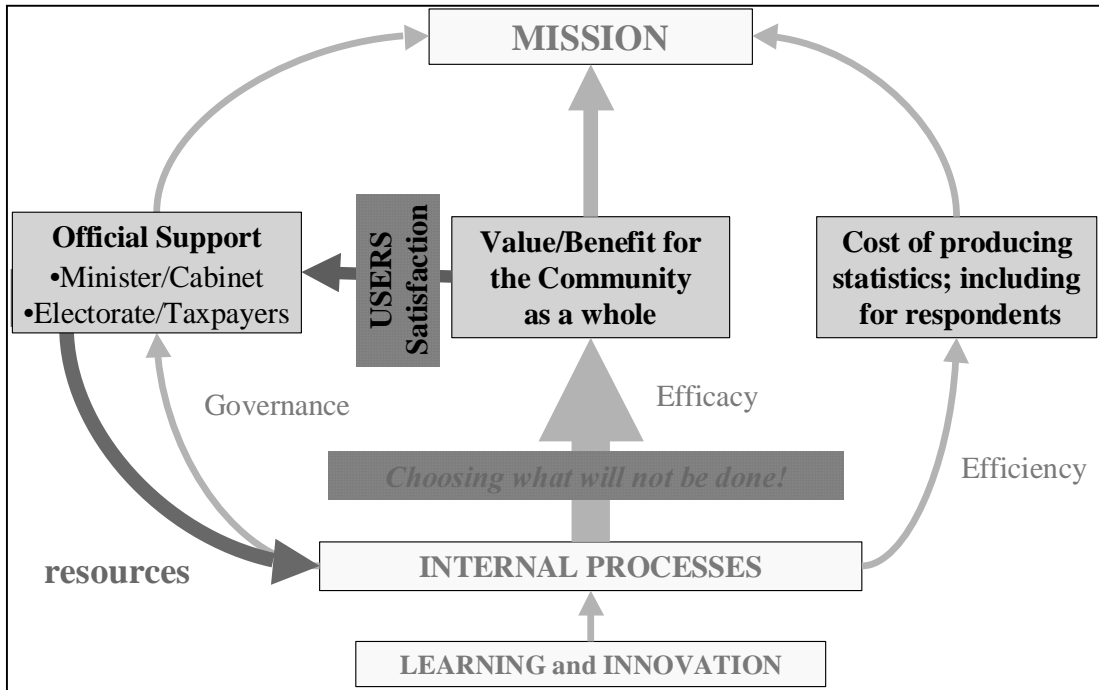 MISSION
Official Support
•Minister/Cabinet
•Electorate/Taxpayers
USERS
Satisfaction
Value/Benefit for
the Community
as a whole
Cost of producing
statistics; including
for respondents
Governance
Efficacy
Efficiency
Choosing what will not be done!
resources
INTERNAL PROCESSES
LEARNING and INNOVATION